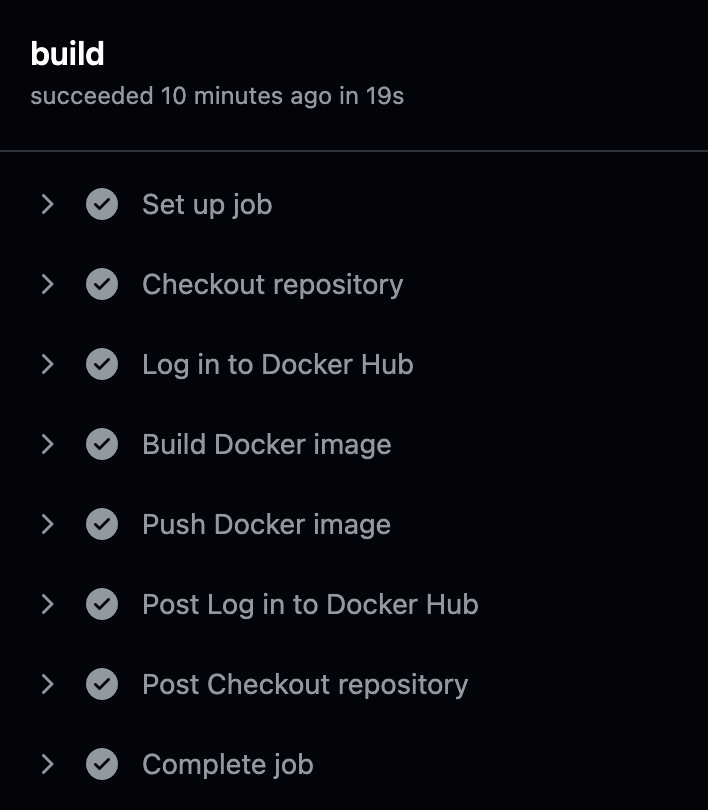 build
succeeded 10 minutes ago in 19s
Set up job
Checkout repository
Log in to Docker Hub
Build Docker image
Push Docker image
Post Log in to Docker Hub
Post Checkout repository
Complete job